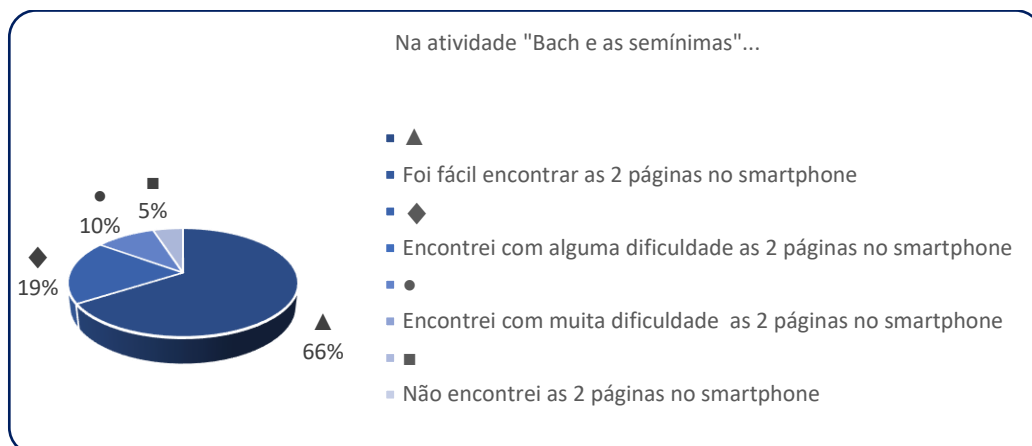 Na atividade "Bach e as semínimas"...
▲
Foi fácil encontrar as 2 páginas no smartphone
◆
Encontrei com alguma dificuldade as 2 páginas no smartphone
●
Encontrei com muita dificuldade  as 2 páginas no smartphone
■
Não encontrei as 2 páginas no smartphone
■
5%
●
10%
◆
19%
▲
66%